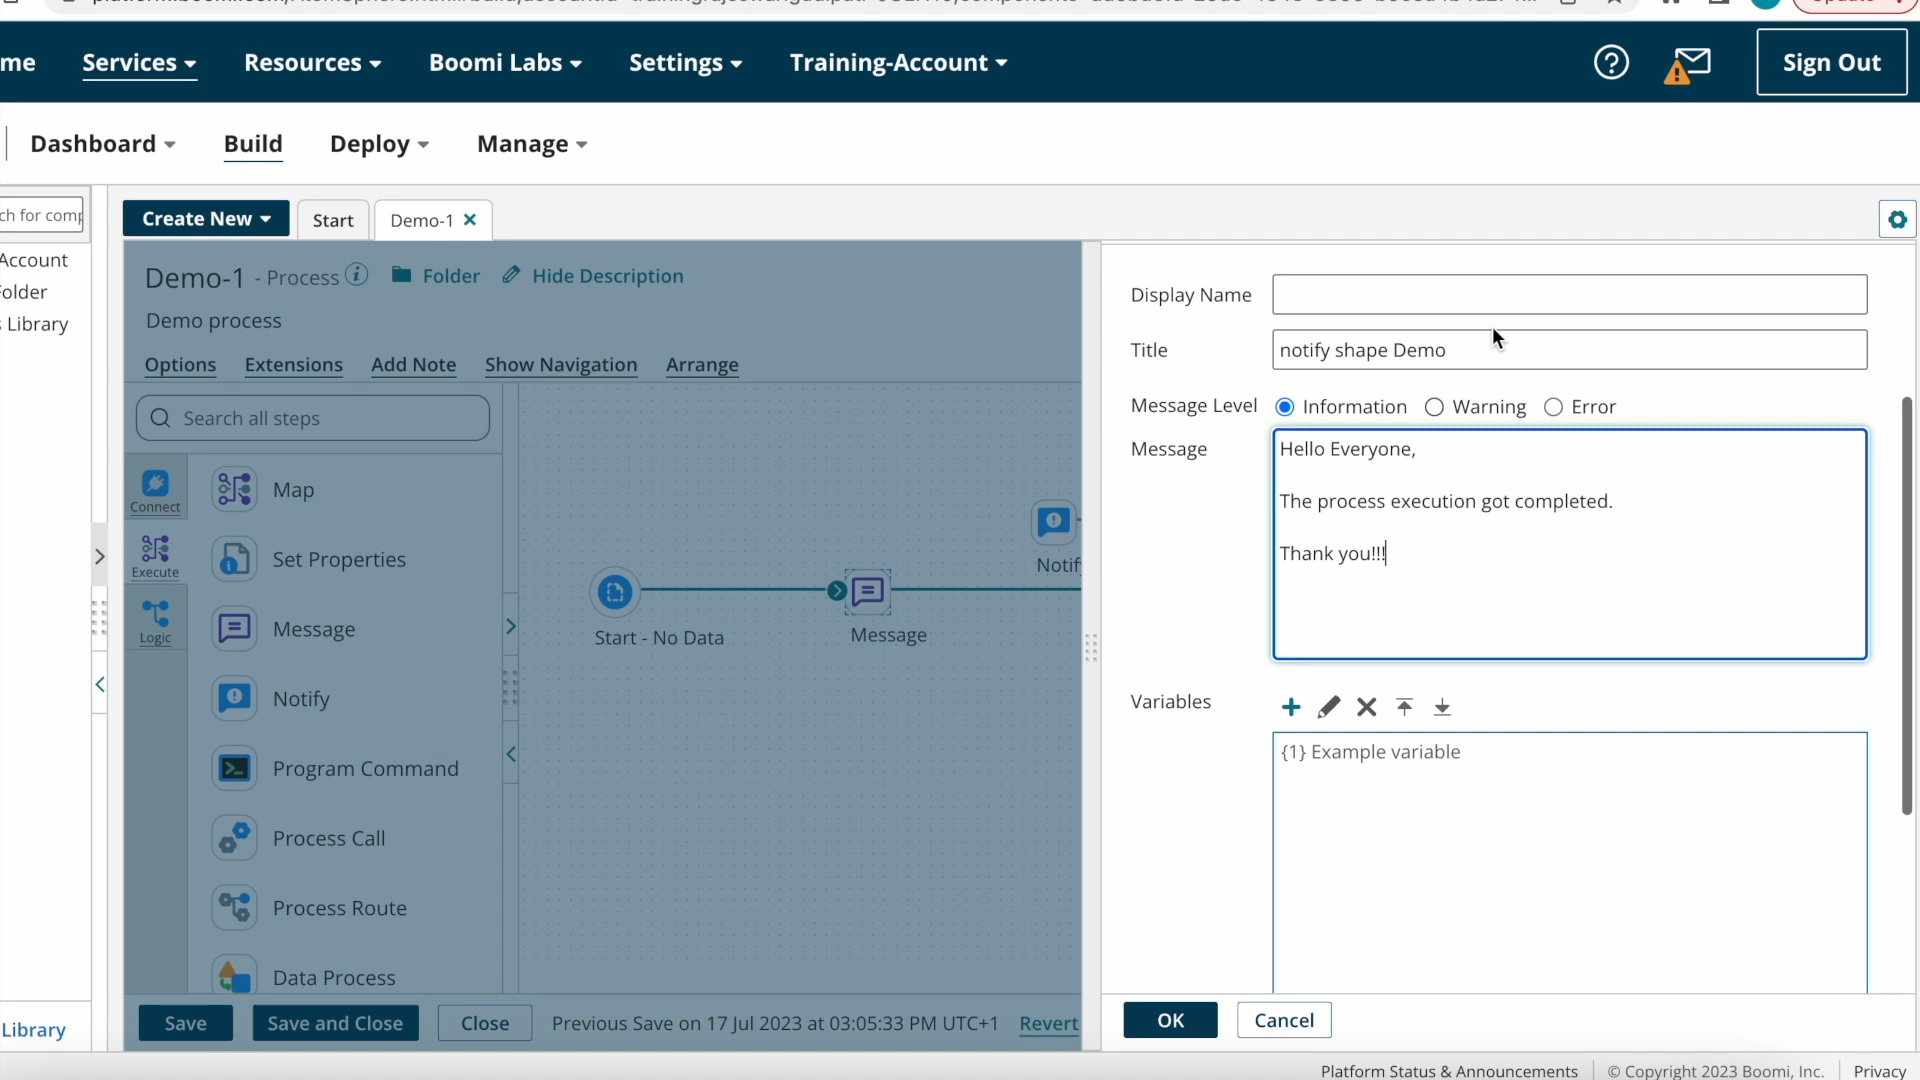 me Services Resources Boomi Labs Settings Training-Account Sign Out
Dashboard Build Deploy Manage
ch for comp
Account
Folder
s Library
Library
Create New Start Demo-1
Demo-1 - Process Folder Hide Description
Demo process
Options Extensions Add Note Show Navigation Arrange
Search all steps
Connect
Execute
Logic
Map
Set Properties
Message
Notify
Program Command
Process Call
Process Route
Data Process
Start - No Data
Message
Notif
Save Save and Close Close Previous Save on 17 Jul 2023 at 03:05:33 PM UTC+1 Revert
Display Name
Title notify shape Demo
Message Level Information Warning Error
Message Hello Everyone,
The process execution got completed.
Thank you!!!
Variables
{1} Example variable
OK Cancel
Platform Status & Announcements © Copyright 2023 Boomi, Inc. Privacy